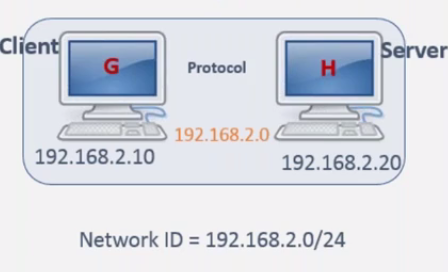 Client
Server
G
Protocol
H
192.168.2.0
192.168.2.10
192.168.2.20
Network ID = 192.168.2.0/24